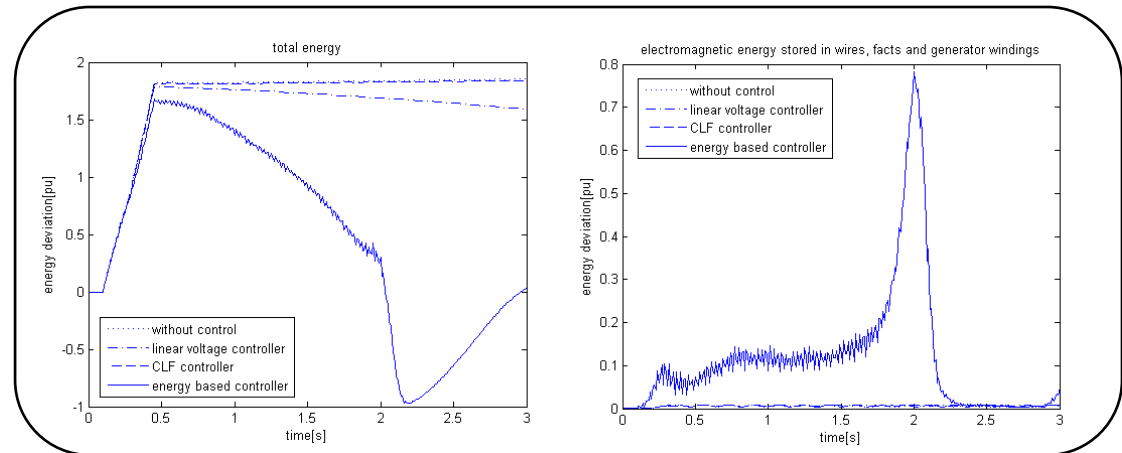 total energy
2
1.5
1
0.5
0
-0.5
-1
energy deviation[pu]
without control
linear voltage controller
CLF controller
energy based controller
0 0.5 1 1.5 2 2.5 3
time[s]
electromagnetic energy stored in wires, facts and generator windings
0.8
0.7
0.6
0.5
0.4
0.3
0.2
0.1
0
energy deviation[pu]
without control
linear voltage controller
CLF controller
energy based controller
0 0.5 1 1.5 2 2.5 3
time[s]